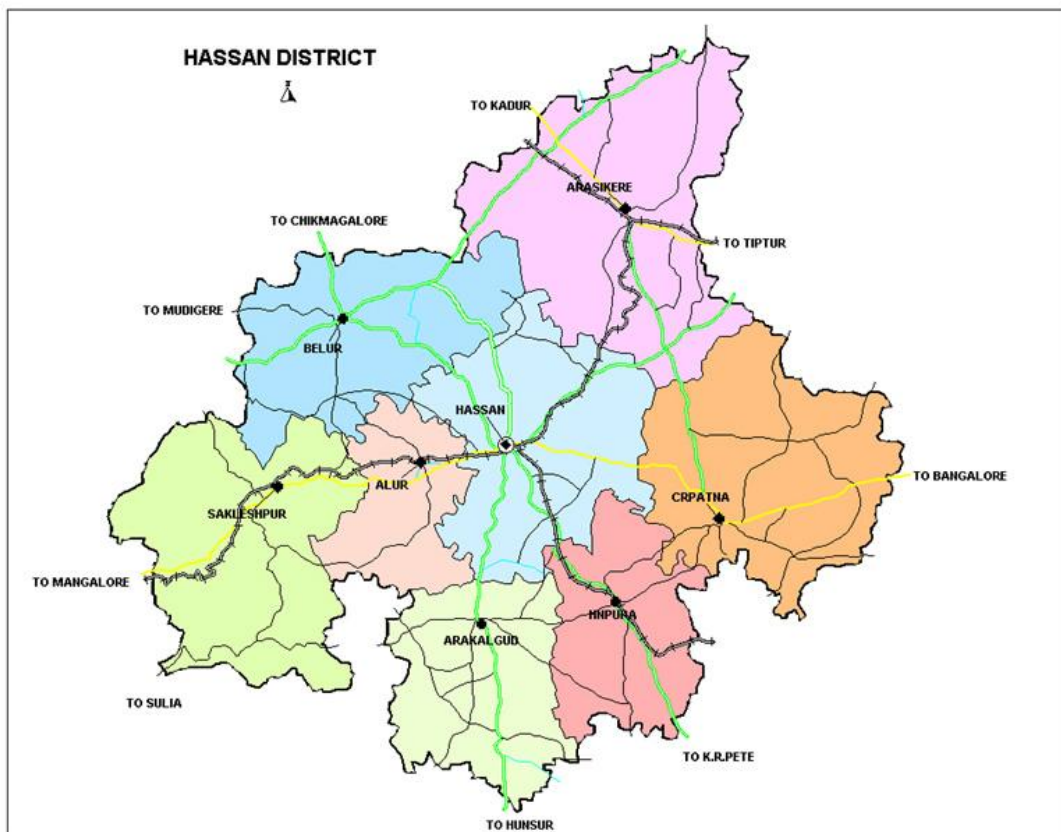 HASSAN DISTRICT
TO KADUR
ARASIKERE
TO CHIKMAGALORE
TO TIPTUR
TO MUDIGERE
BELUR
HASSAN
TO BANGALORE
ALUR
CRPATNA
SAKLESHPUR
TO MANGALORE
HNPURA
ARAKALGUD
TO SULIA
TO K.R.PETE
TO HUNSUR